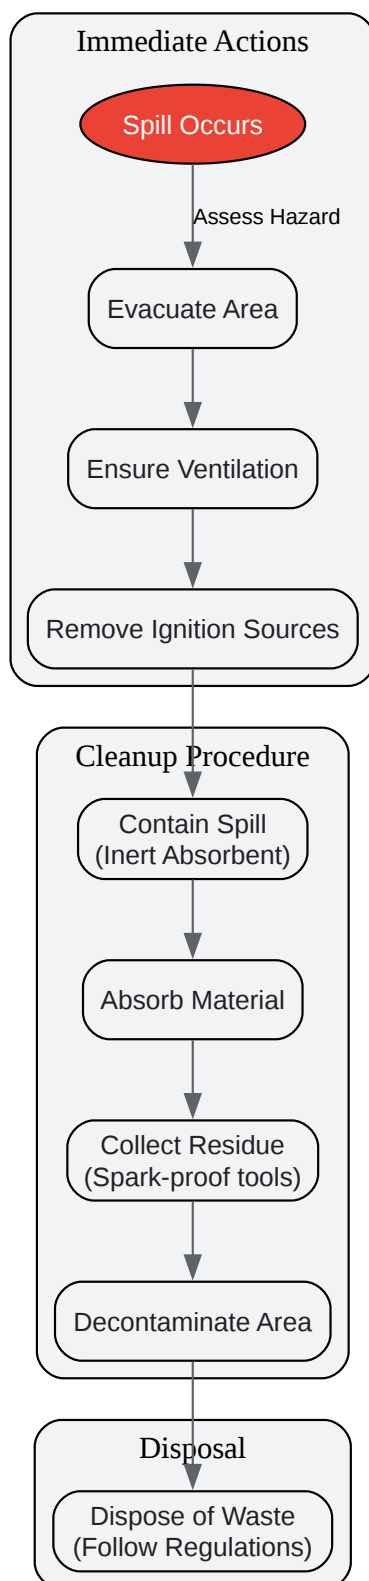 Immediate Actions
Spill Occurs
Assess Hazard
Evacuate Area
Ensure Ventilation
Remove Ignition Sources
Cleanup Procedure
Contain Spill
(Inert Absorbent)
Absorb Material
Collect Residue
(Spark-proof tools)
Decontaminate Area
Disposal
Dispose of Waste
(Follow Regulations)